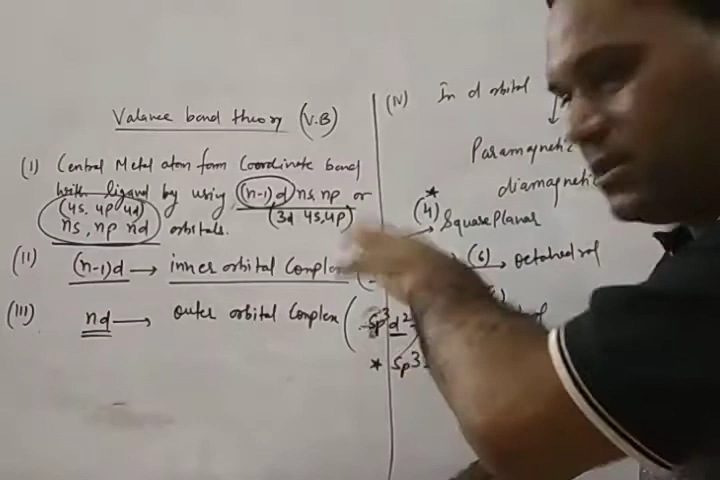 Valance bond theory (V.B)
(I) Central Metal atom form Coordinate band
with ligand by using (n-1)d ns, np or
(4s, 4p 4d) (3d 4s, 4p)
ns, np nd orbitals.
(II) (n-1)d → inner orbital Complex
(III) nd → outer orbital Complex ( sp³d²
* sp³
(IV) In d orbital
Paramagnetic
diamagnetic
*
(4) Square Planar
(6) → octahedral